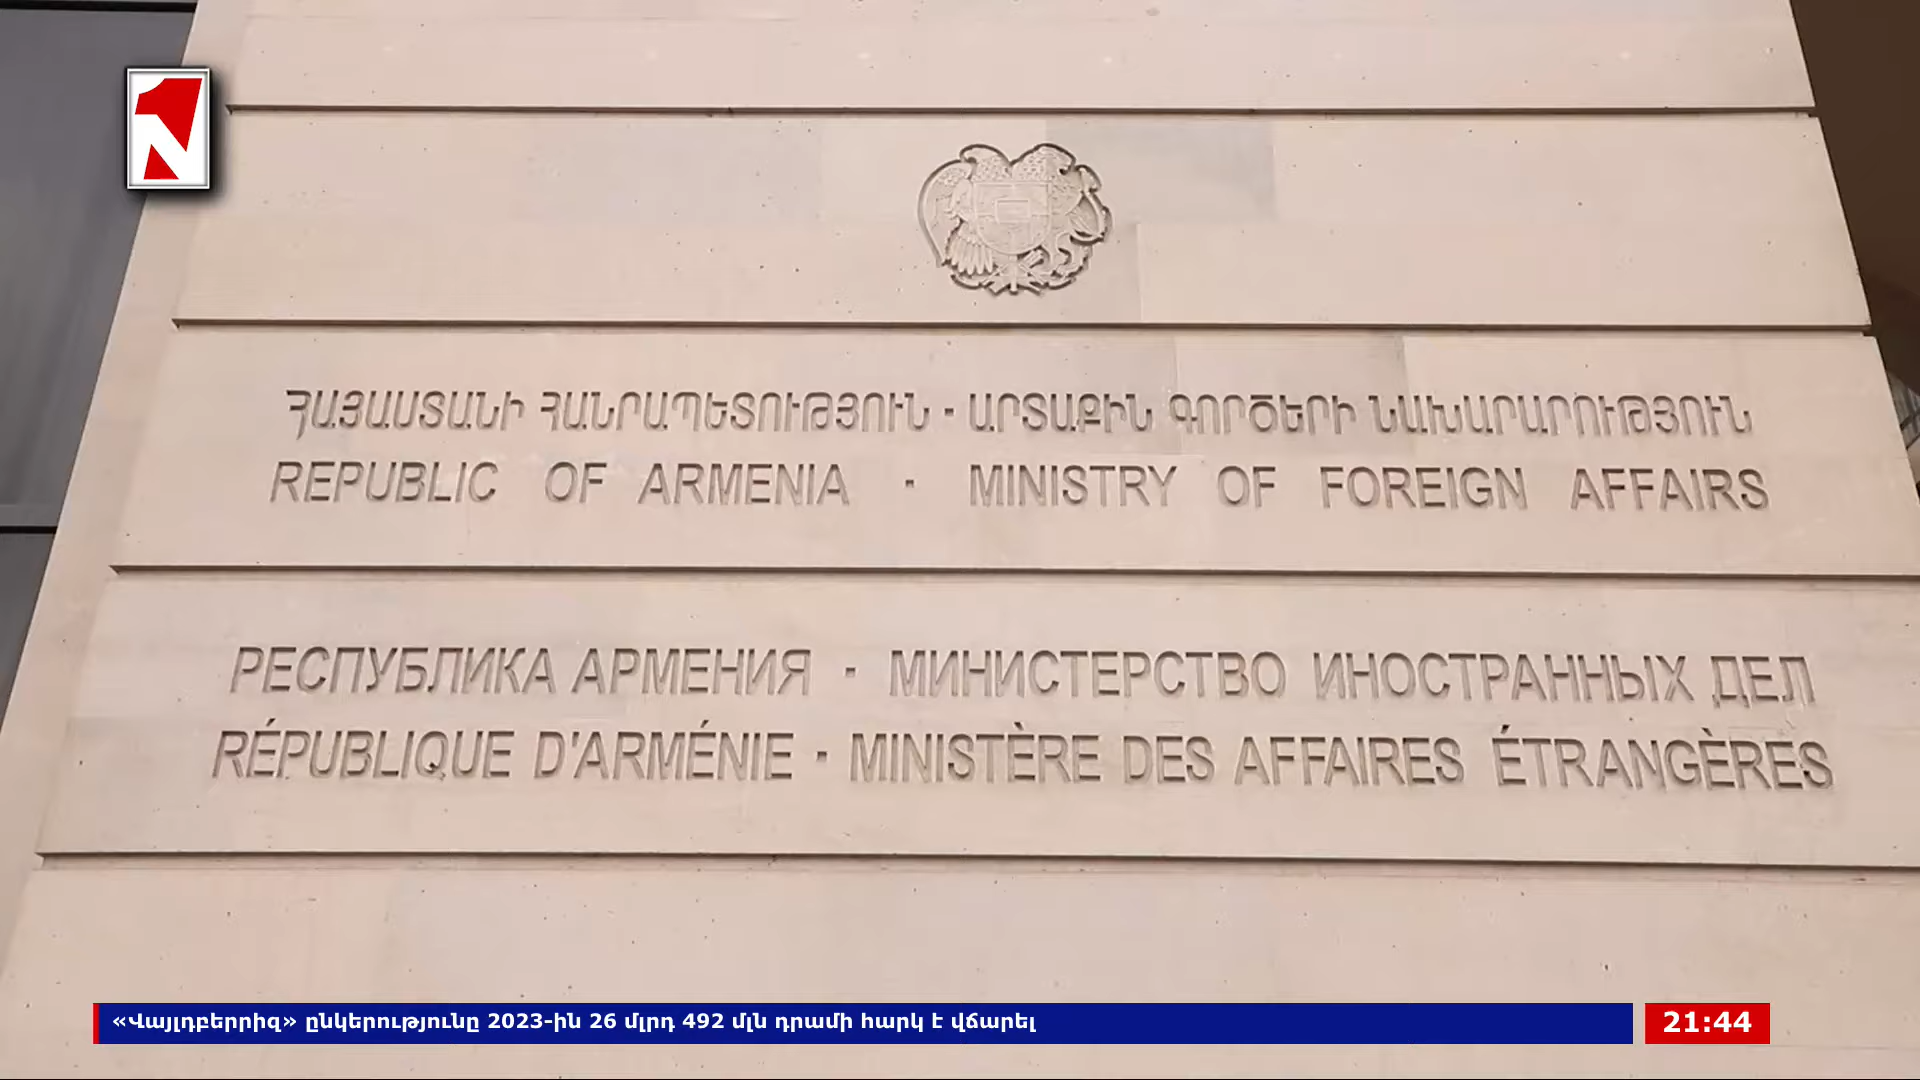 ՀԱՅԱՍՏԱՆԻ ՀԱՆՐԱՊԵՏՈՒԹՅՈՒՆ · ԱՐՏԱՔԻՆ ԳՈՐԾԵՐԻ ՆԱԽԱՐԱՐՈՒԹՅՈՒՆ
REPUBLIC OF ARMENIA · MINISTRY OF FOREIGN AFFAIRS
РЕСПУБЛИКА АРМЕНИЯ · МИНИСТЕРСТВО ИНОСТРАННЫХ ДЕЛ
RÉPUBLIQUE D'ARMÉNIE · MINISTÈRE DES AFFAIRES ÉTRANGÈRES
«Վայլդբերրիզ» ընկերությունը 2023-ին 26 մլրդ 492 մլն դրամի հարկ է վճարել
21:44